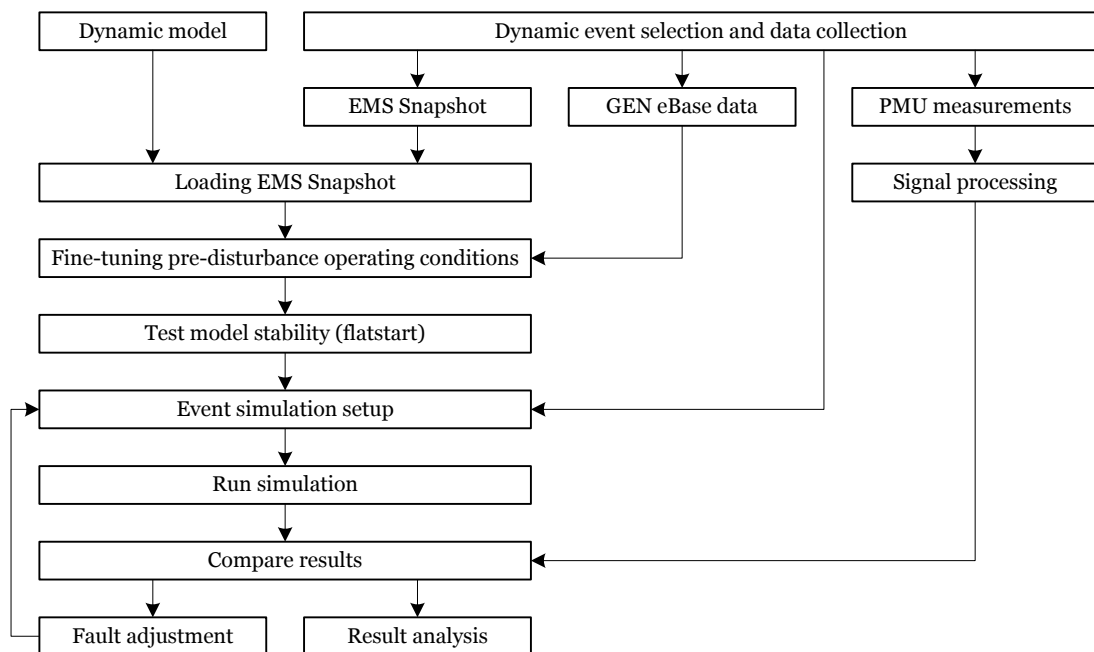 Dynamic model
Dynamic event selection and data collection
EMS Snapshot
GEN eBase data
PMU measurements
Loading EMS Snapshot
Signal processing
Fine-tuning pre-disturbance operating conditions
Test model stability (flatstart)
Event simulation setup
Run simulation
Compare results
Fault adjustment
Result analysis